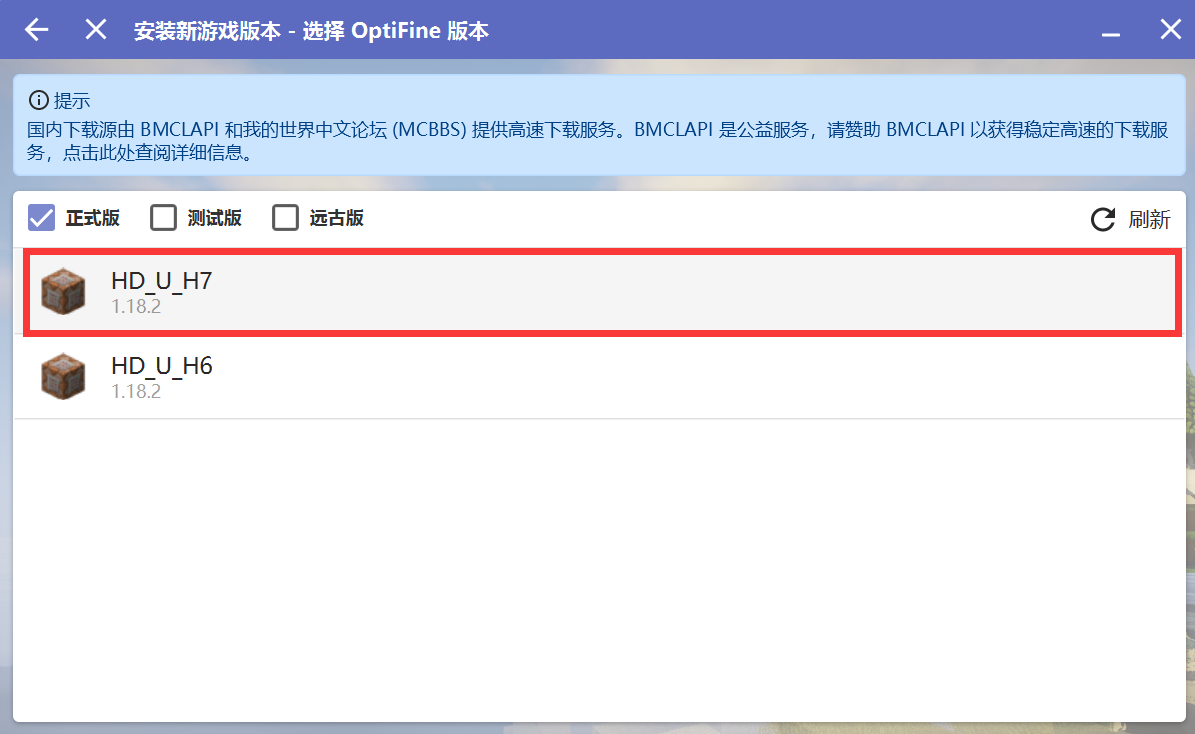 安装新游戏版本 - 选择 OptiFine 版本
提示
国内下载源由 BMCLAPI 和我的世界中文论坛 (MCBBS) 提供高速下载服务。BMCLAPI 是公益服务，请赞助 BMCLAPI 以获得稳定高速的下载服
务，点击此处查阅详细信息。
正式版 测试版 远古版 刷新
HD_U_H7
1.18.2
HD_U_H6
1.18.2